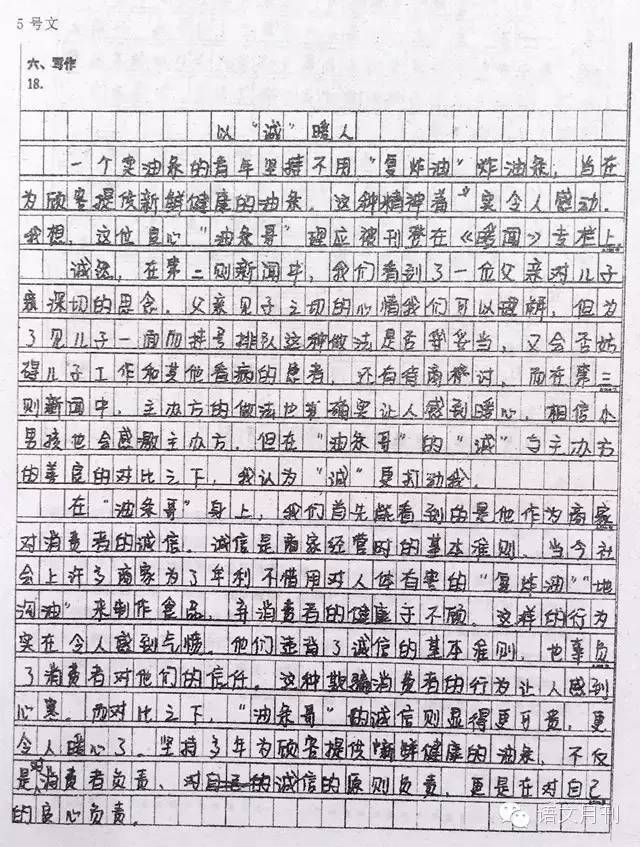 5 号文
六、写作
18.
以“诚”暖人
一个卖油条的青年坚持不用“复炸油”炸油条，旨在
为顾客提供新鲜健康的油条。这种精神着实令人感动。
我想，这位良心“油条哥”理应被刊登在《暖闻》专栏上
诚然，在第二则新闻中，我们看到了一位父亲对儿子
深切的思念。父亲见子之切的心情我们可以理解，但为
了见儿子一面而挂号排队这种做法是否妥当，又会否妨
碍儿子工作和其他看病的患者，还有待商榷讨，而在第三
则新闻中，主办方的做法也确实让人感到暖心，相信小
男孩也会感激主办方。但在“油条哥”的“诚”与主办方
的善良的对比之下，我认为“诚”更打动我。
在“油条哥”身上，我们首先能看到的是他作为商家
对消费者的诚信。诚信是商家经营时的基本准则，当今社
会上许多商家为了牟利不惜用对人体有害的“复炸油”“地
沟油”来制作食品，弃消费者的健康于不顾。这样的行为
实在令人感到气愤。他们违背了诚信的基本准则，也辜负
了消费者对他们的信任。这种欺骗消费者的行为让人感到
心寒。而对比之下，“油条哥”的诚信则显得更可贵，更
令人暖心了。坚持多年为顾客提供新鲜健康的油条，不仅
是对消费者负责，对诚信的原则负责，更是在对自己
的良心负责。
语文月刊